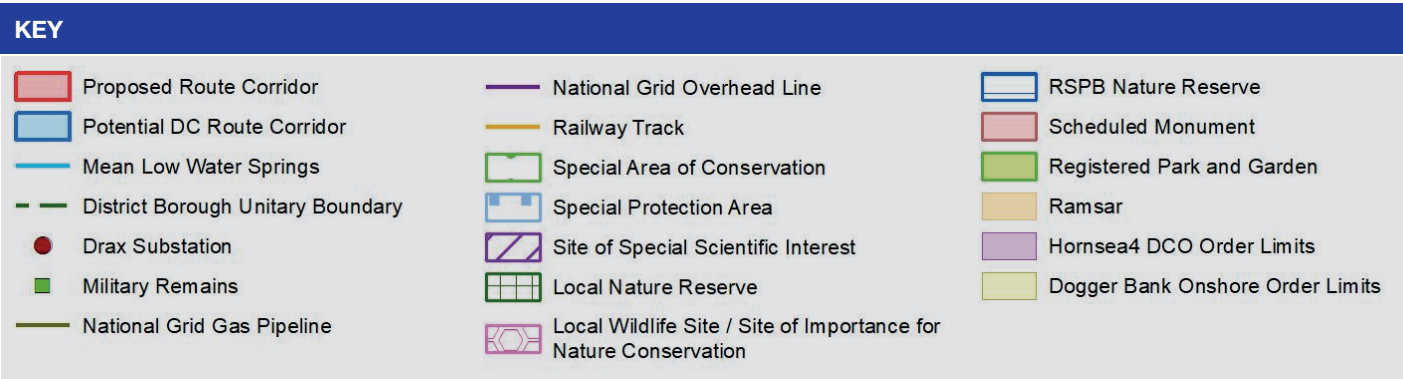 KEY
Proposed Route Corridor
Potential DC Route Corridor
Mean Low Water Springs
District Borough Unitary Boundary
Drax Substation
Military Remains
National Grid Gas Pipeline
National Grid Overhead Line
Railway Track
Special Area of Conservation
Special Protection Area
Site of Special Scientific Interest
Local Nature Reserve
Local Wildlife Site / Site of Importance for
Nature Conservation
RSPB Nature Reserve
Scheduled Monument
Registered Park and Garden
Ramsar
Hornsea4 DCO Order Limits
Dogger Bank Onshore Order Limits